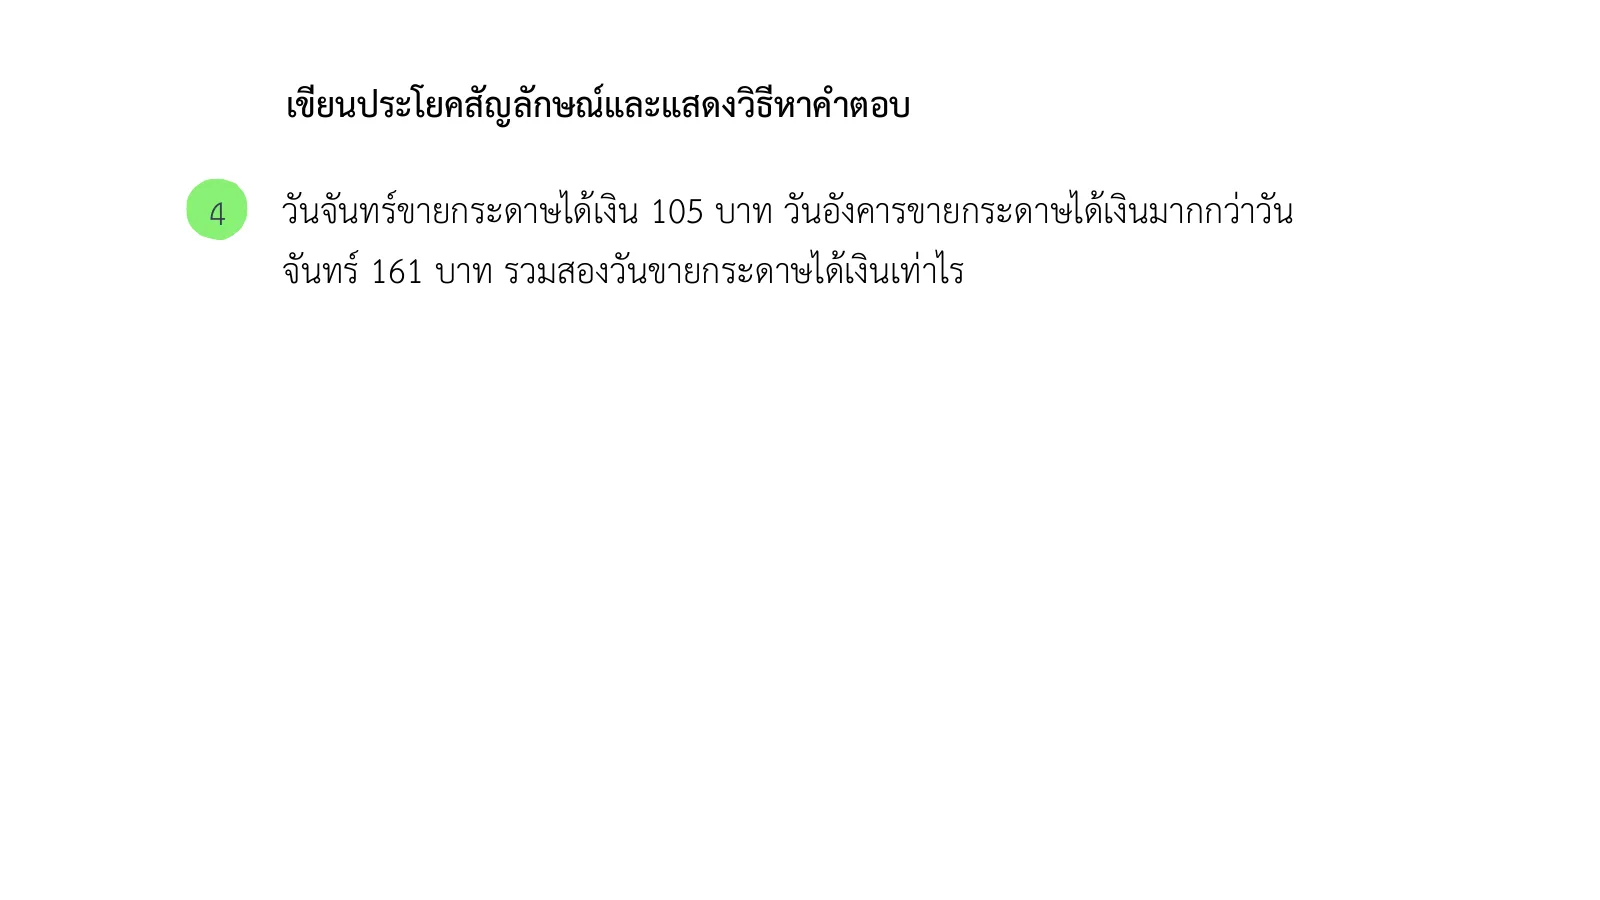 เขียนประโยคสัญลักษณ์และแสดงวิธีหาคำตอบ
4 วันจันทร์ขายกระดาษได้เงิน 105 บาท วันอังคารขายกระดาษได้เงินมากกว่าวัน
จันทร์ 161 บาท รวมสองวันขายกระดาษได้เงินเท่าไร